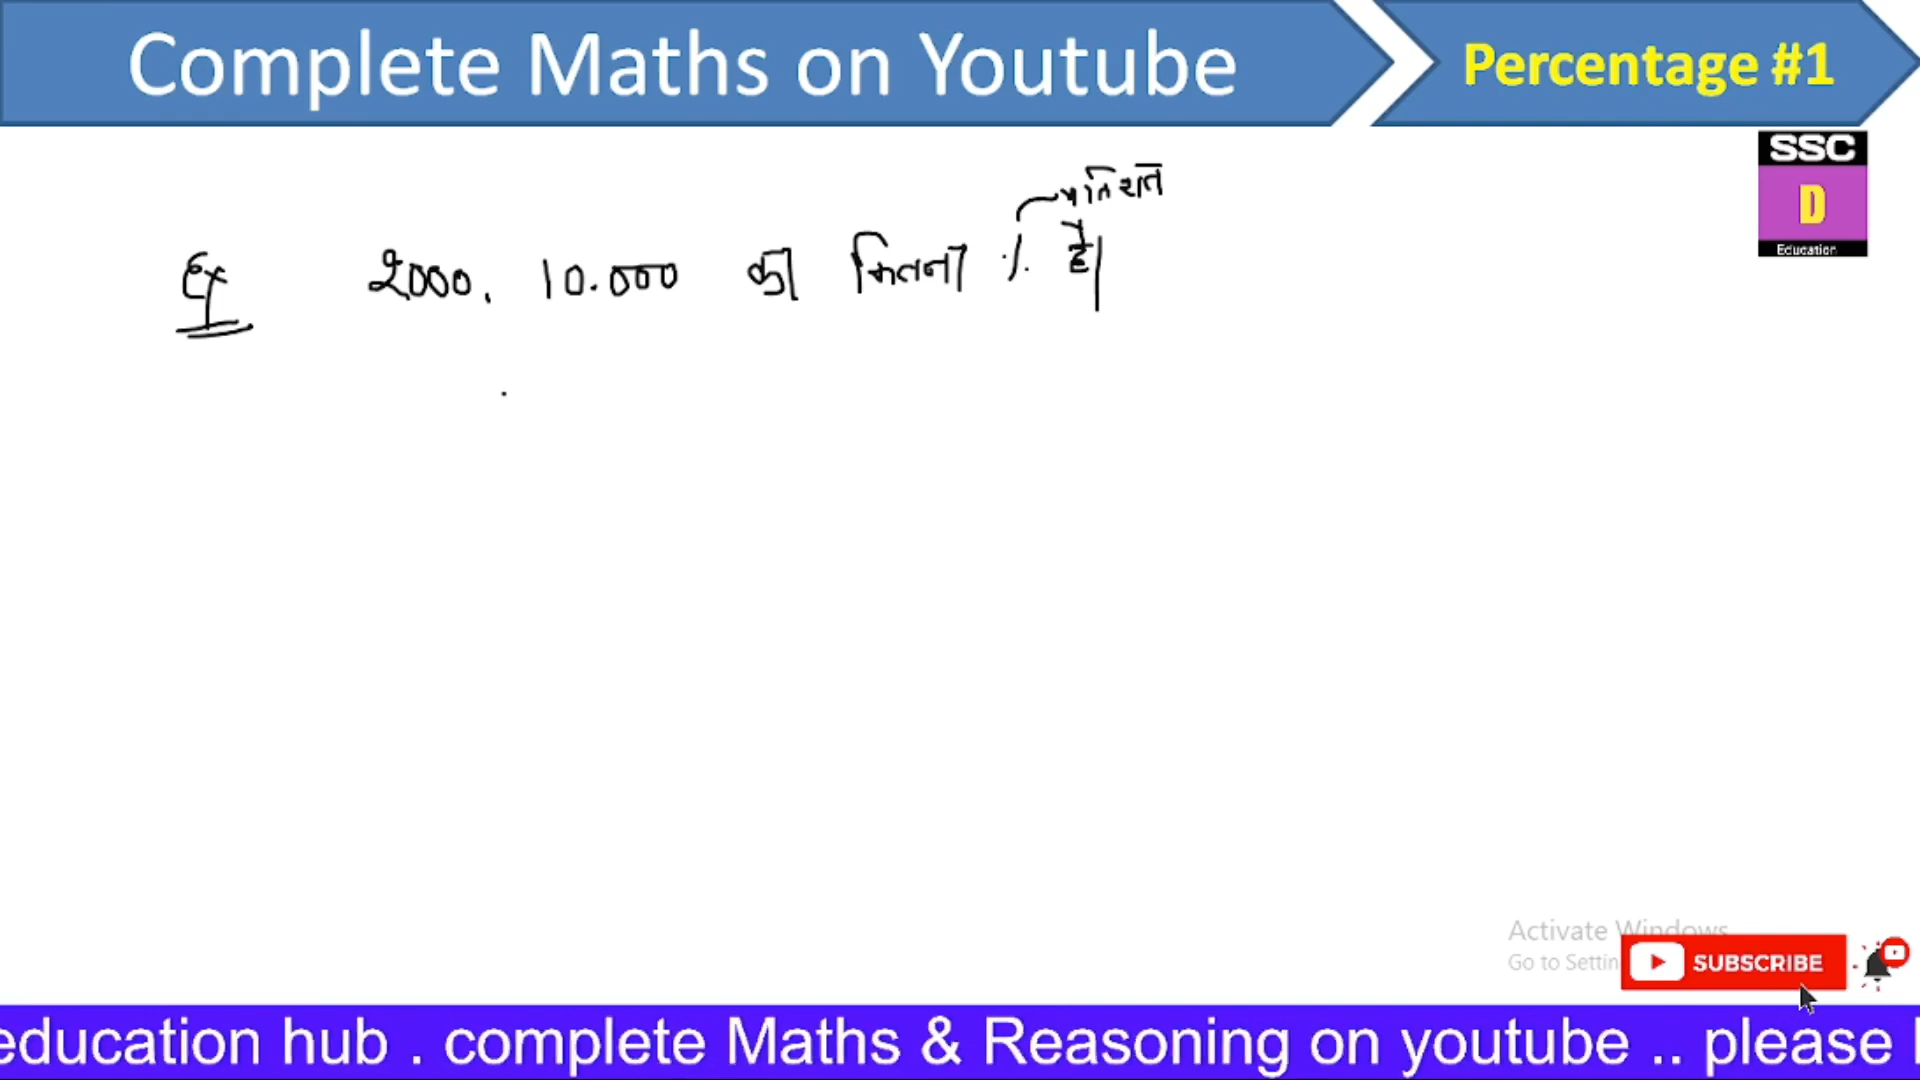 Complete Maths on Youtube
Percentage #1
SSC
D
Education
प्रतिशत
Ex 2000, 10.000 का कितना % है।
Activate Windows
Go to Settin
SUBSCRIBE
education hub . complete Maths & Reasoning on youtube .. please